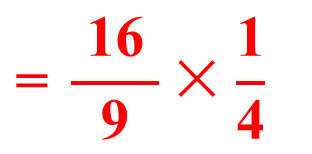 = 16/9 × 1/4